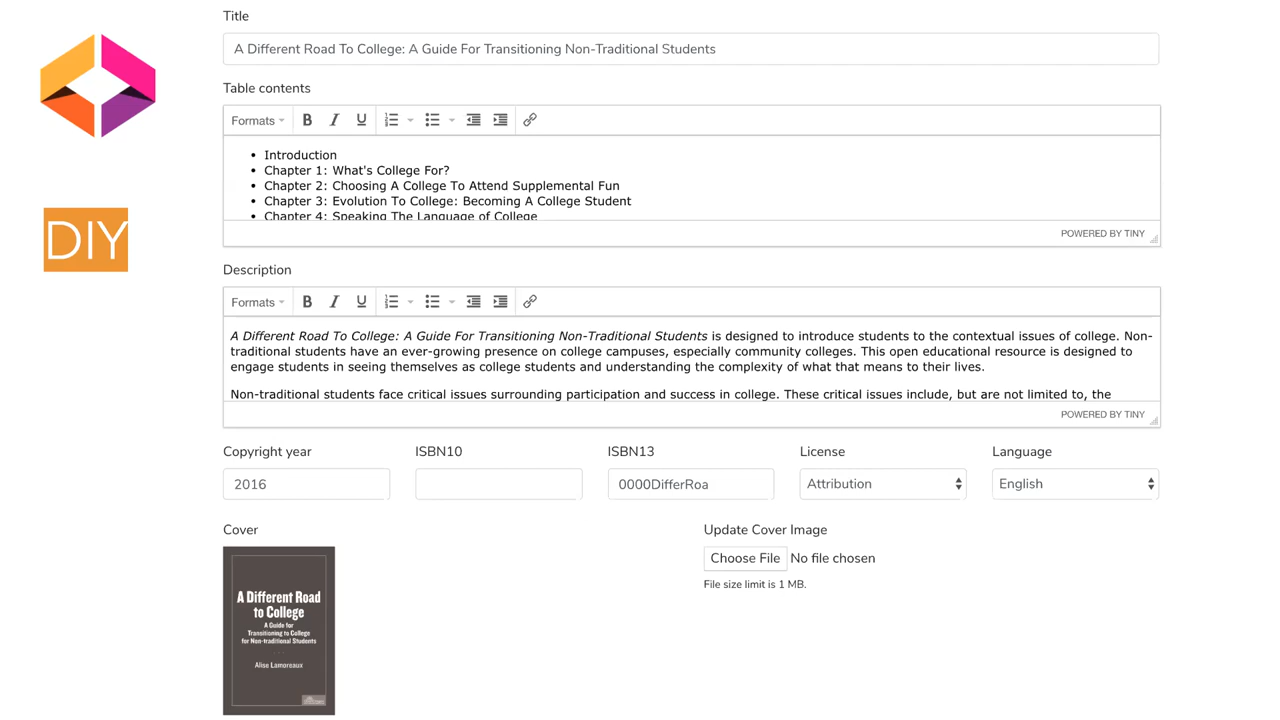 Title
A Different Road To College: A Guide For Transitioning Non-Traditional Students
Table contents
Formats B I U
Introduction
Chapter 1: What's College For?
Chapter 2: Choosing A College To Attend Supplemental Fun
Chapter 3: Evolution To College: Becoming A College Student
Chapter 4: Speaking The Language of College
POWERED BY TINY
DIY
Description
Formats B I U
A Different Road To College: A Guide For Transitioning Non-Traditional Students is designed to introduce students to the contextual issues of college. Non-
traditional students have an ever-growing presence on college campuses, especially community colleges. This open educational resource is designed to
engage students in seeing themselves as college students and understanding the complexity of what that means to their lives.
Non-traditional students face critical issues surrounding participation and success in college. These critical issues include, but are not limited to, the
POWERED BY TINY
Copyright year ISBN10 ISBN13 License Language
2016 0000DifferRoa Attribution English
Cover Update Cover Image
Choose File No file chosen
File size limit is 1 MB.
A Different Road
to College
A Guide for
Transitioning to College
for Non-traditional Students
Alise Lamoreaux